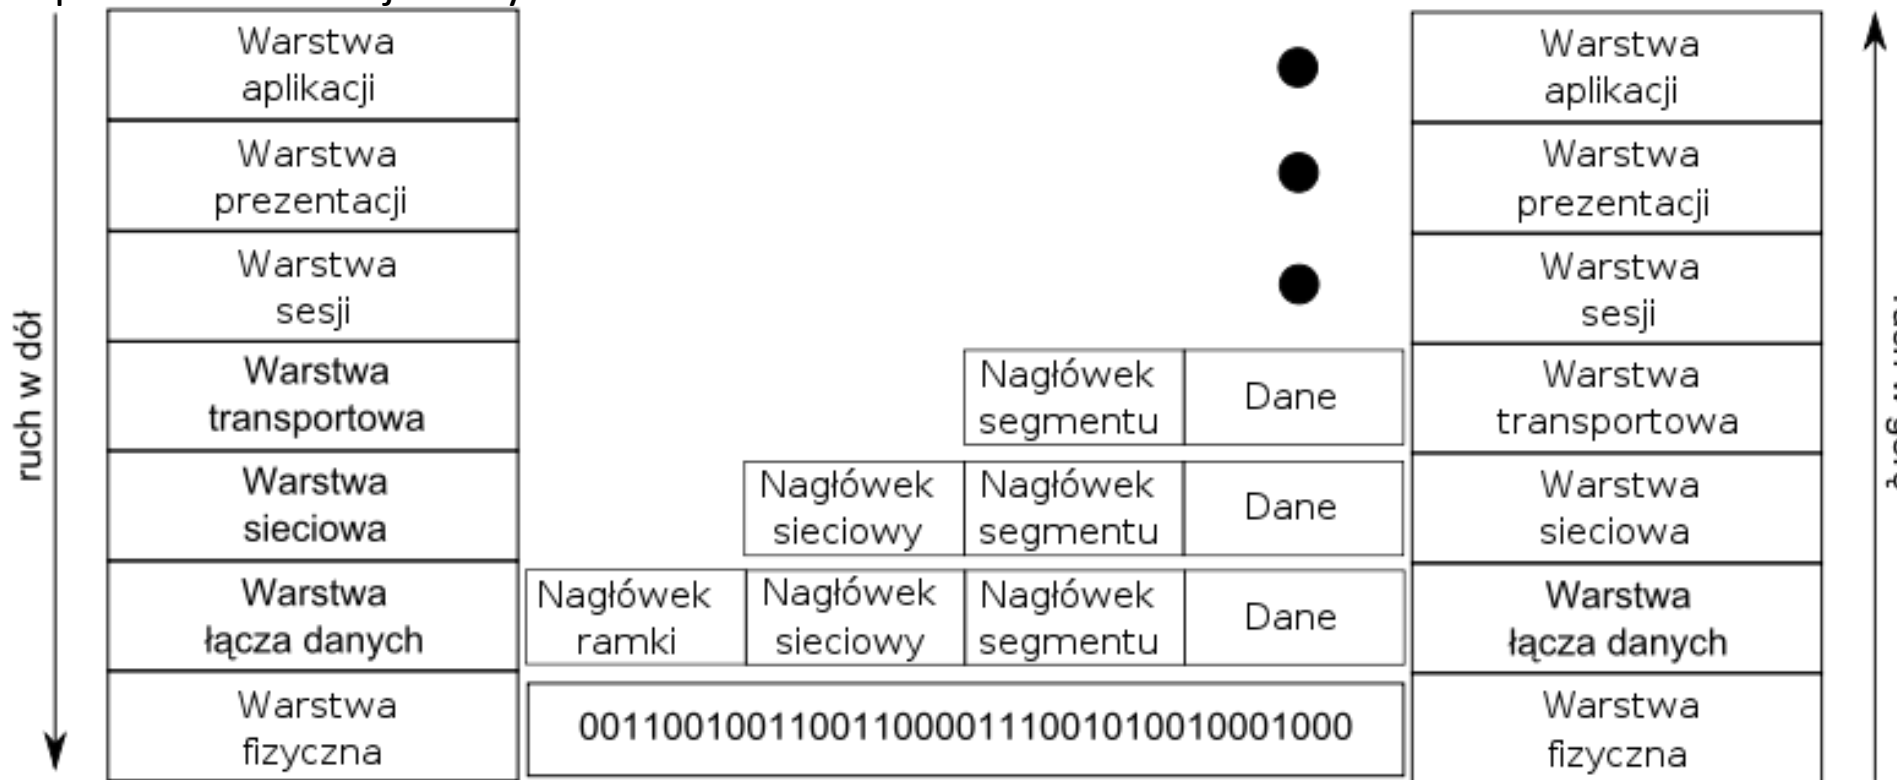 ruch w dół
Warstwa
aplikacji
Warstwa
prezentacji
Warstwa
sesji
Warstwa
transportowa
Warstwa
sieciowa
Warstwa
łącza danych
Warstwa
fizyczna
Nagłówek
segmentu
Dane
Nagłówek
sieciowy
Nagłówek
segmentu
Dane
Nagłówek
ramki
Nagłówek
sieciowy
Nagłówek
segmentu
Dane
0011001001100110000111001010010001000
Warstwa
aplikacji
Warstwa
prezentacji
Warstwa
sesji
Warstwa
transportowa
Warstwa
sieciowa
Warstwa
łącza danych
Warstwa
fizyczna